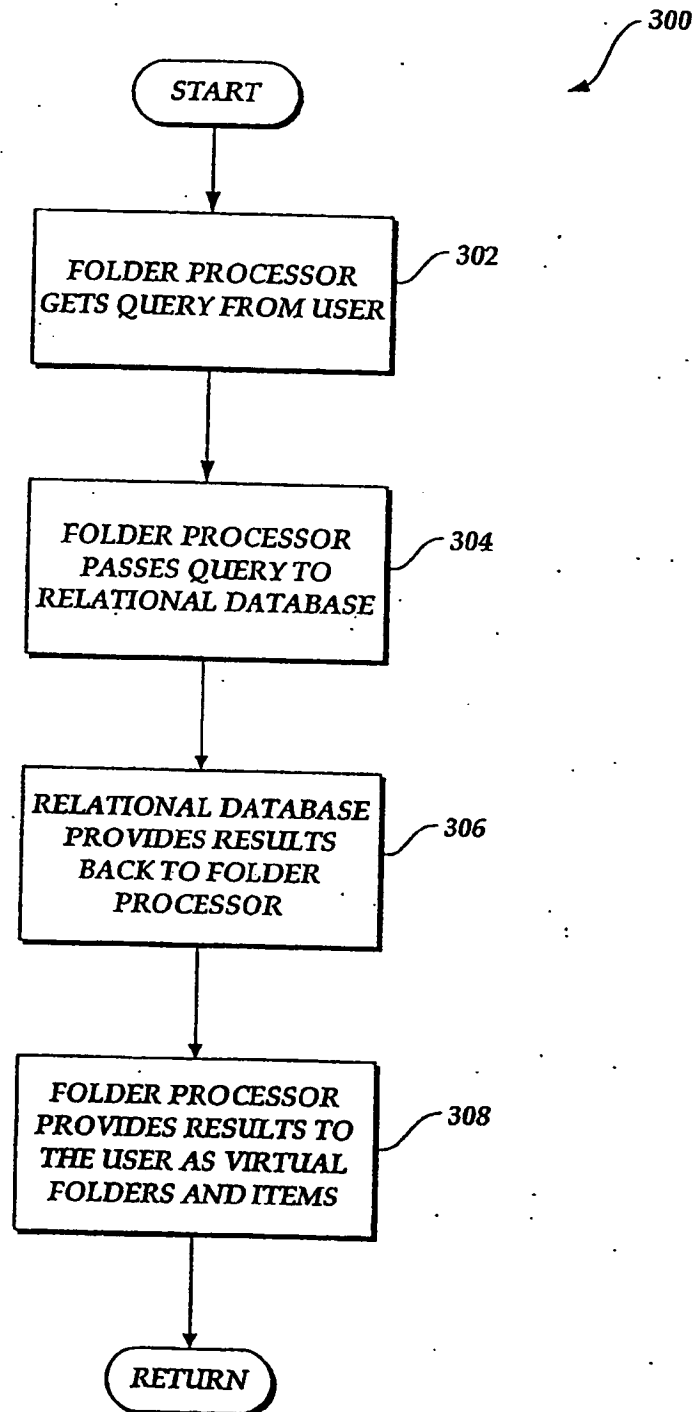 300
START
FOLDER PROCESSOR
GETS QUERY FROM USER
302
FOLDER PROCESSOR
PASSES QUERY TO
RELATIONAL DATABASE
304
RELATIONAL DATABASE
PROVIDES RESULTS
BACK TO FOLDER
PROCESSOR
306
FOLDER PROCESSOR
PROVIDES RESULTS TO
THE USER AS VIRTUAL
FOLDERS AND ITEMS
308
RETURN